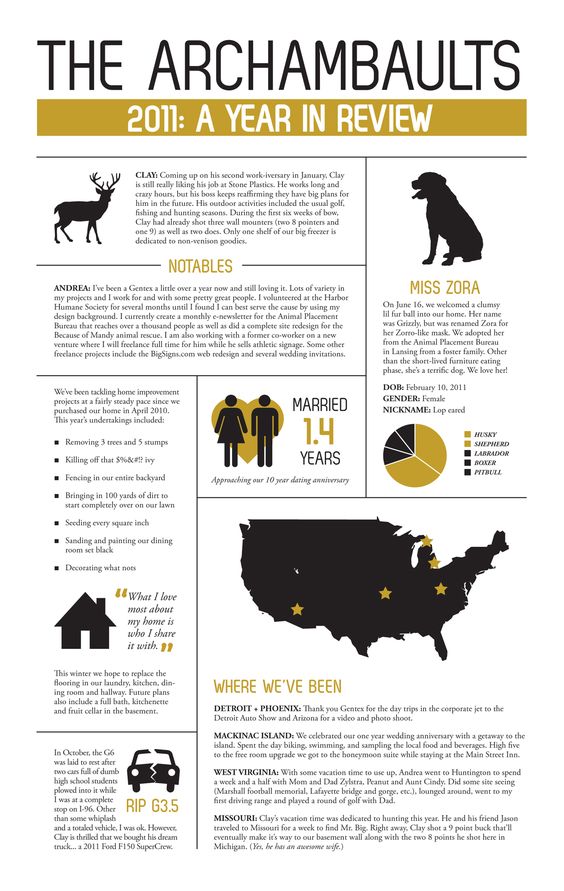 THE ARCHAMBAULTS
2011: A YEAR IN REVIEW
CLAY: Coming up on his second work-iversary in January, Clay
is still really liking his job at Stone Plastics. He works long and
crazy hours, but his boss keeps reaffirming they have big plans for
him in the future. His outdoor activities included the usual golf,
fishing and hunting seasons. During the first six weeks of bow,
Clay had already shot three wall mounters (two 8 pointers and
one 9) as well as two does. Only one shelf of our big freezer is
dedicated to non-venison goodies.
NOTABLES
ANDREA: I've been a Gentex a little over a year now and still loving it. Lots of variety in
my projects and I work for and with some pretty great people. I volunteered at the Harbor
Humane Society for several months until I found I can best serve the cause by using my
design background. I currently create a monthly e-newsletter for the Animal Placement
Bureau that reaches over a thousand people as well as did a complete site redesign for the
Because of Mandy animal rescue. I am also working with a former co-worker on a new
venture where I will freelance full time for him while he sells athletic signage. Some other
freelance projects include the BigSigns.com web redesign and several wedding invitations.
MISS ZORA
On June 16, we welcomed a clumsy
lil fur ball into our home. Her name
was Grizzly, but was renamed Zora for
her Zorro-like mask. We adopted her
from the Animal Placement Bureau
in Lansing from a foster family. Other
than the short-lived furniture eating
phase, she's a terrific dog. We love her!
DOB: February 10, 2011
GENDER: Female
NICKNAME: Lop eared
HUSKY
SHEPHERD
LABRADOR
BOXER
PITBULL
We've been tackling home improvement
projects at a fairly steady pace since we
purchased our home in April 2010.
This year's undertakings included:
■ Removing 3 trees and 5 stumps
■ Killing off that $%&#!? ivy
■ Fencing in our entire backyard
■ Bringing in 100 yards of dirt to
start completely over on our lawn
■ Seeding every square inch
■ Sanding and painting our dining
room set black
■ Decorating what nots
MARRIED
1.4
YEARS
Approaching our 10 year dating anniversary
"What I love
most about
my home is
who I share
it with."
This winter we hope to replace the
flooring in our laundry, kitchen, din-
ing room and hallway. Future plans
also include a full bath, kitchenette
and fruit cellar in the basement.
In October, the G6
was laid to rest after
two cars full of dumb
high school students
plowed into it while
I was at a complete
stop on I-96. Other
than some whiplash
and a totaled vehicle, I was ok. However,
Clay is thrilled that we bought his dream
truck... a 2011 Ford F150 SuperCrew.
RIP G3.5
WHERE WE'VE BEEN
DETROIT + PHOENIX: Thank you Gentex for the day trips in the corporate jet to the
Detroit Auto Show and Arizona for a video and photo shoot.
MACKINAC ISLAND: We celebrated our one year wedding anniversary with a getaway to the
island. Spent the day biking, swimming, and sampling the local food and beverages. High five
to the free room upgrade we got to the honeymoon suite while staying at the Main Street Inn.
WEST VIRGINIA: With some vacation time to use up, Andrea went to Huntington to spend
a week and a half with Mom and Dad Zylstra, Peanut and Aunt Cindy. Did some site seeing
(Marshall football memorial, Lafayette bridge and gorge, etc.), lounged around, went to my
first driving range and played a round of golf with Dad.
MISSOURI: Clay's vacation time was dedicated to hunting this year. He and his friend Jason
traveled to Missouri for a week to find Mr. Big. Right away, Clay shot a 9 point buck that'll
eventually make it's way to our basement wall along with the two 8 points he shot here in
Michigan. (Yes, he has an awesome wife.)